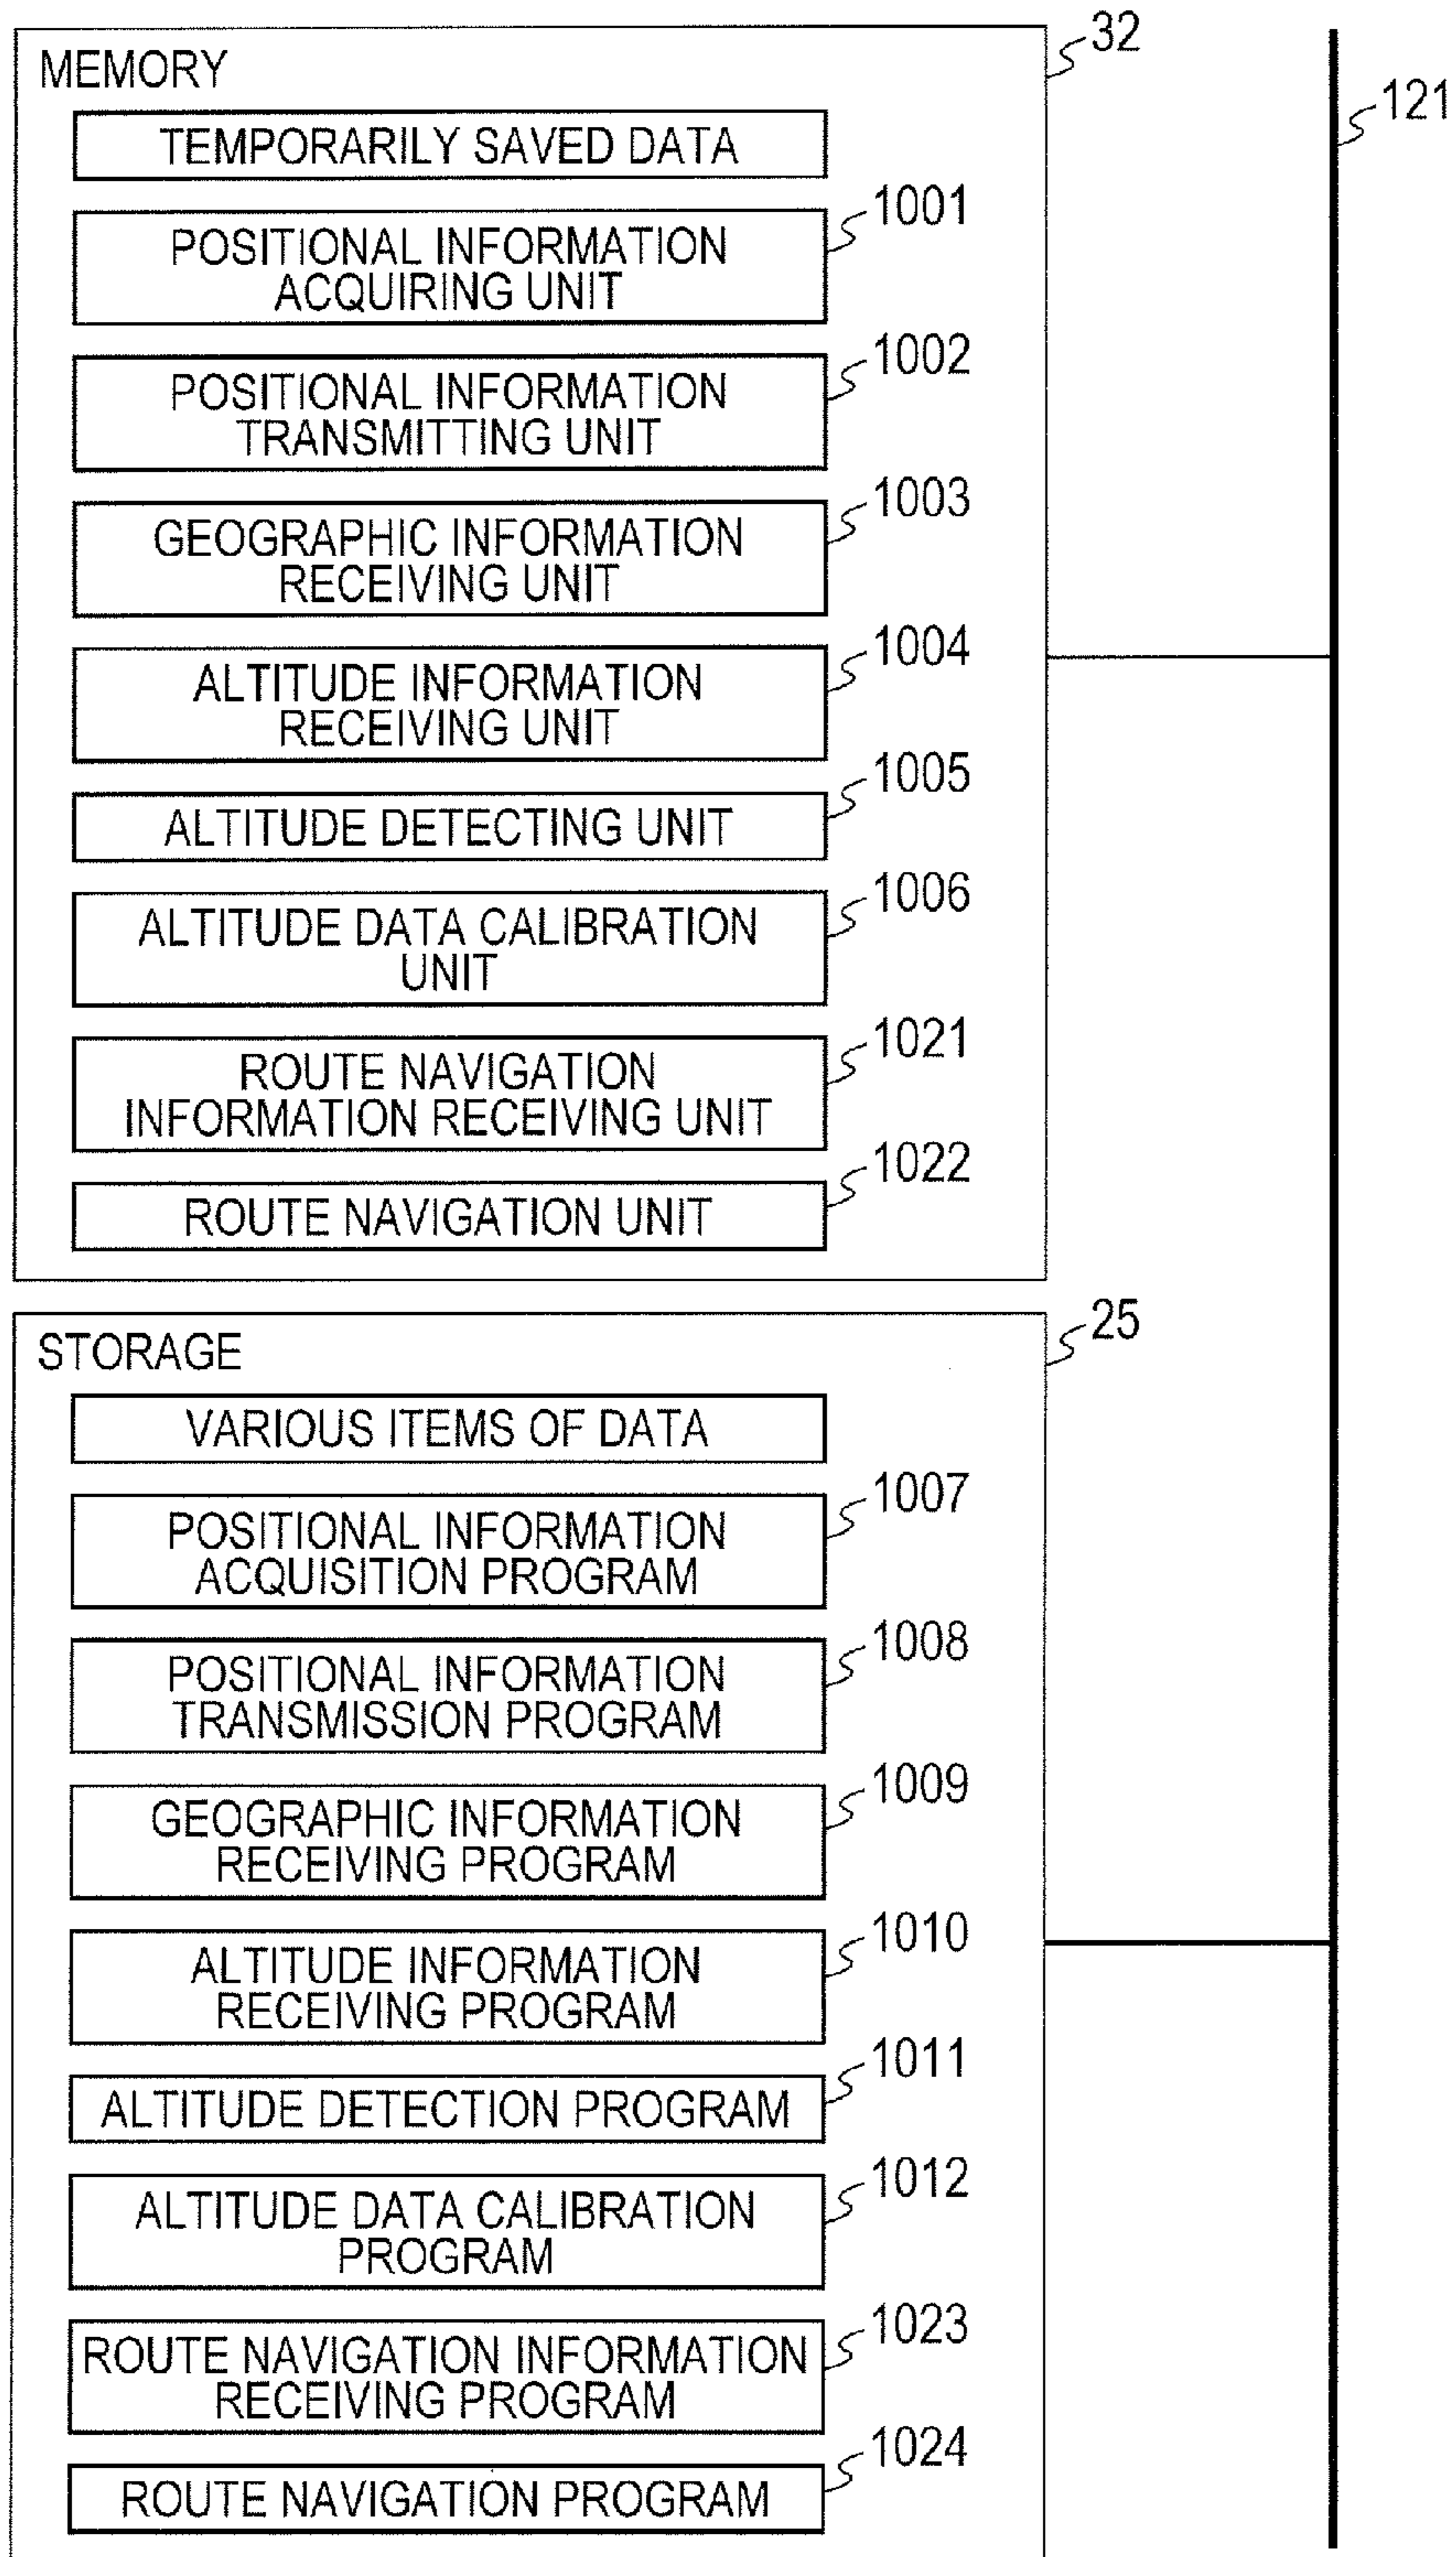 32
MEMORY
121
TEMPORARILY SAVED DATA
1001
POSITIONAL INFORMATION
ACQUIRING UNIT
1002
POSITIONAL INFORMATION
TRANSMITTING UNIT
1003
GEOGRAPHIC INFORMATION
RECEIVING UNIT
1004
ALTITUDE INFORMATION
RECEIVING UNIT
1005
ALTITUDE DETECTING UNIT
1006
ALTITUDE DATA CALIBRATION
UNIT
1021
ROUTE NAVIGATION
INFORMATION RECEIVING UNIT
1022
ROUTE NAVIGATION UNIT
25
STORAGE
VARIOUS ITEMS OF DATA
1007
POSITIONAL INFORMATION
ACQUISITION PROGRAM
1008
POSITIONAL INFORMATION
TRANSMISSION PROGRAM
1009
GEOGRAPHIC INFORMATION
RECEIVING PROGRAM
1010
ALTITUDE INFORMATION
RECEIVING PROGRAM
1011
ALTITUDE DETECTION PROGRAM
1012
ALTITUDE DATA CALIBRATION
PROGRAM
1023
ROUTE NAVIGATION INFORMATION
RECEIVING PROGRAM
1024
ROUTE NAVIGATION PROGRAM